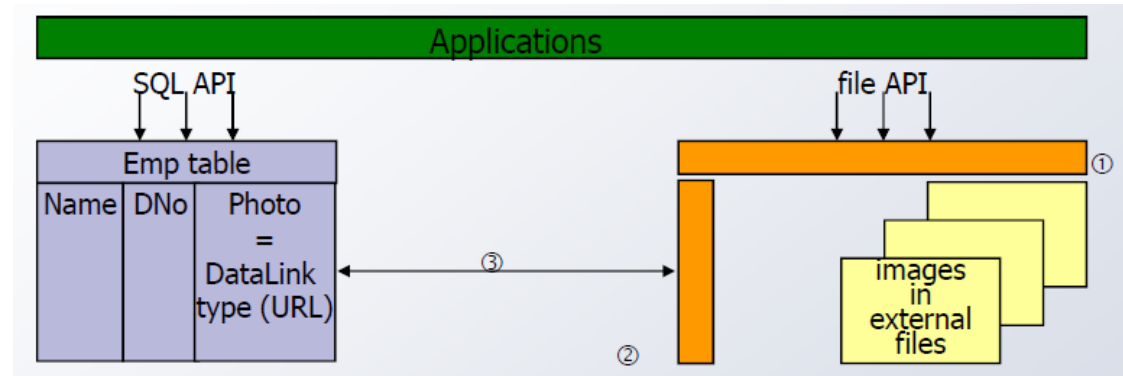 Applications
SQL API
file API
Emp table
①
Name
DNo
Photo
=
DataLink
type (URL)
③
images
in
external
files
②